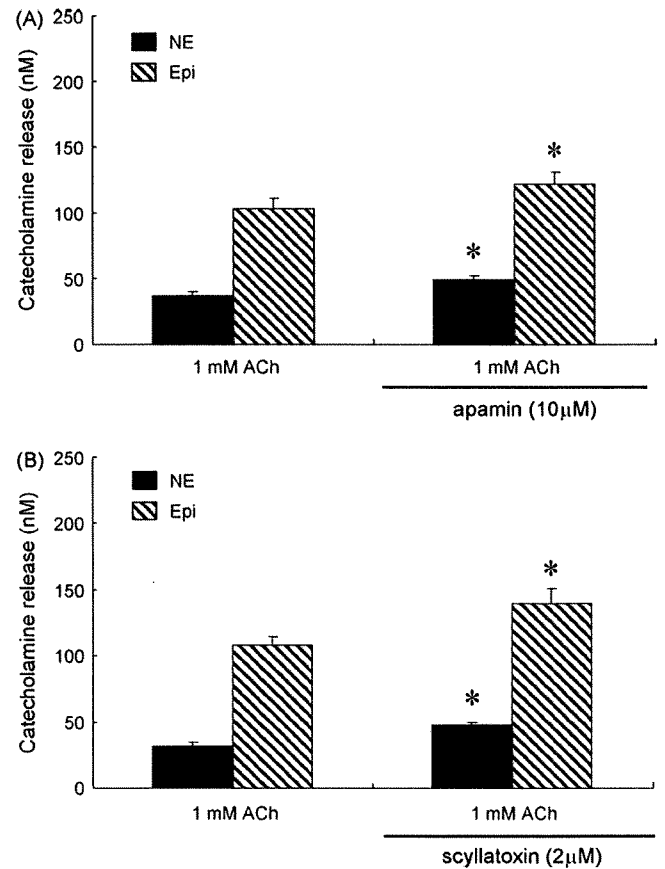 (A)
250
200
150
100
50
0
Catecholamine release (nM)
NE
Epi
*
*
1 mM ACh
1 mM ACh
apamin (10μM)
(B)
250
200
150
100
50
0
Catecholamine release (nM)
NE
Epi
*
*
1 mM ACh
1 mM ACh
scyllatoxin (2μM)